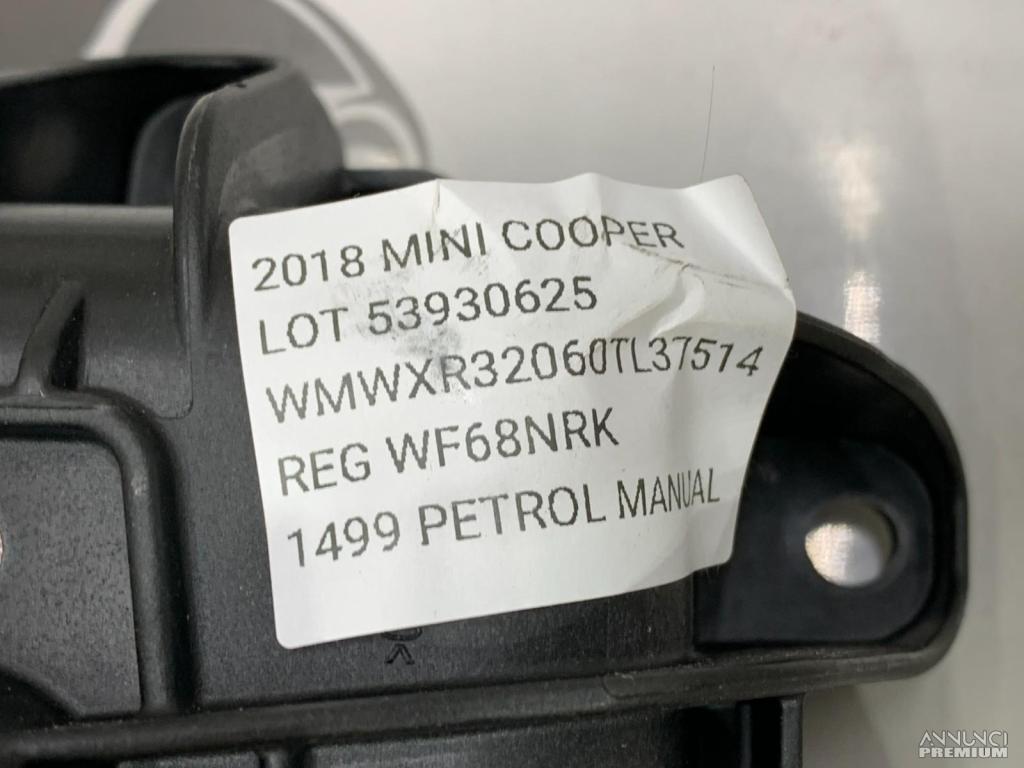 2018 MINI COOPER
LOT 53930625
WMWXR32060TL37574
REG WF68NRK
1499 PETROL MANUAL
ANNUNCI
PREMIUM